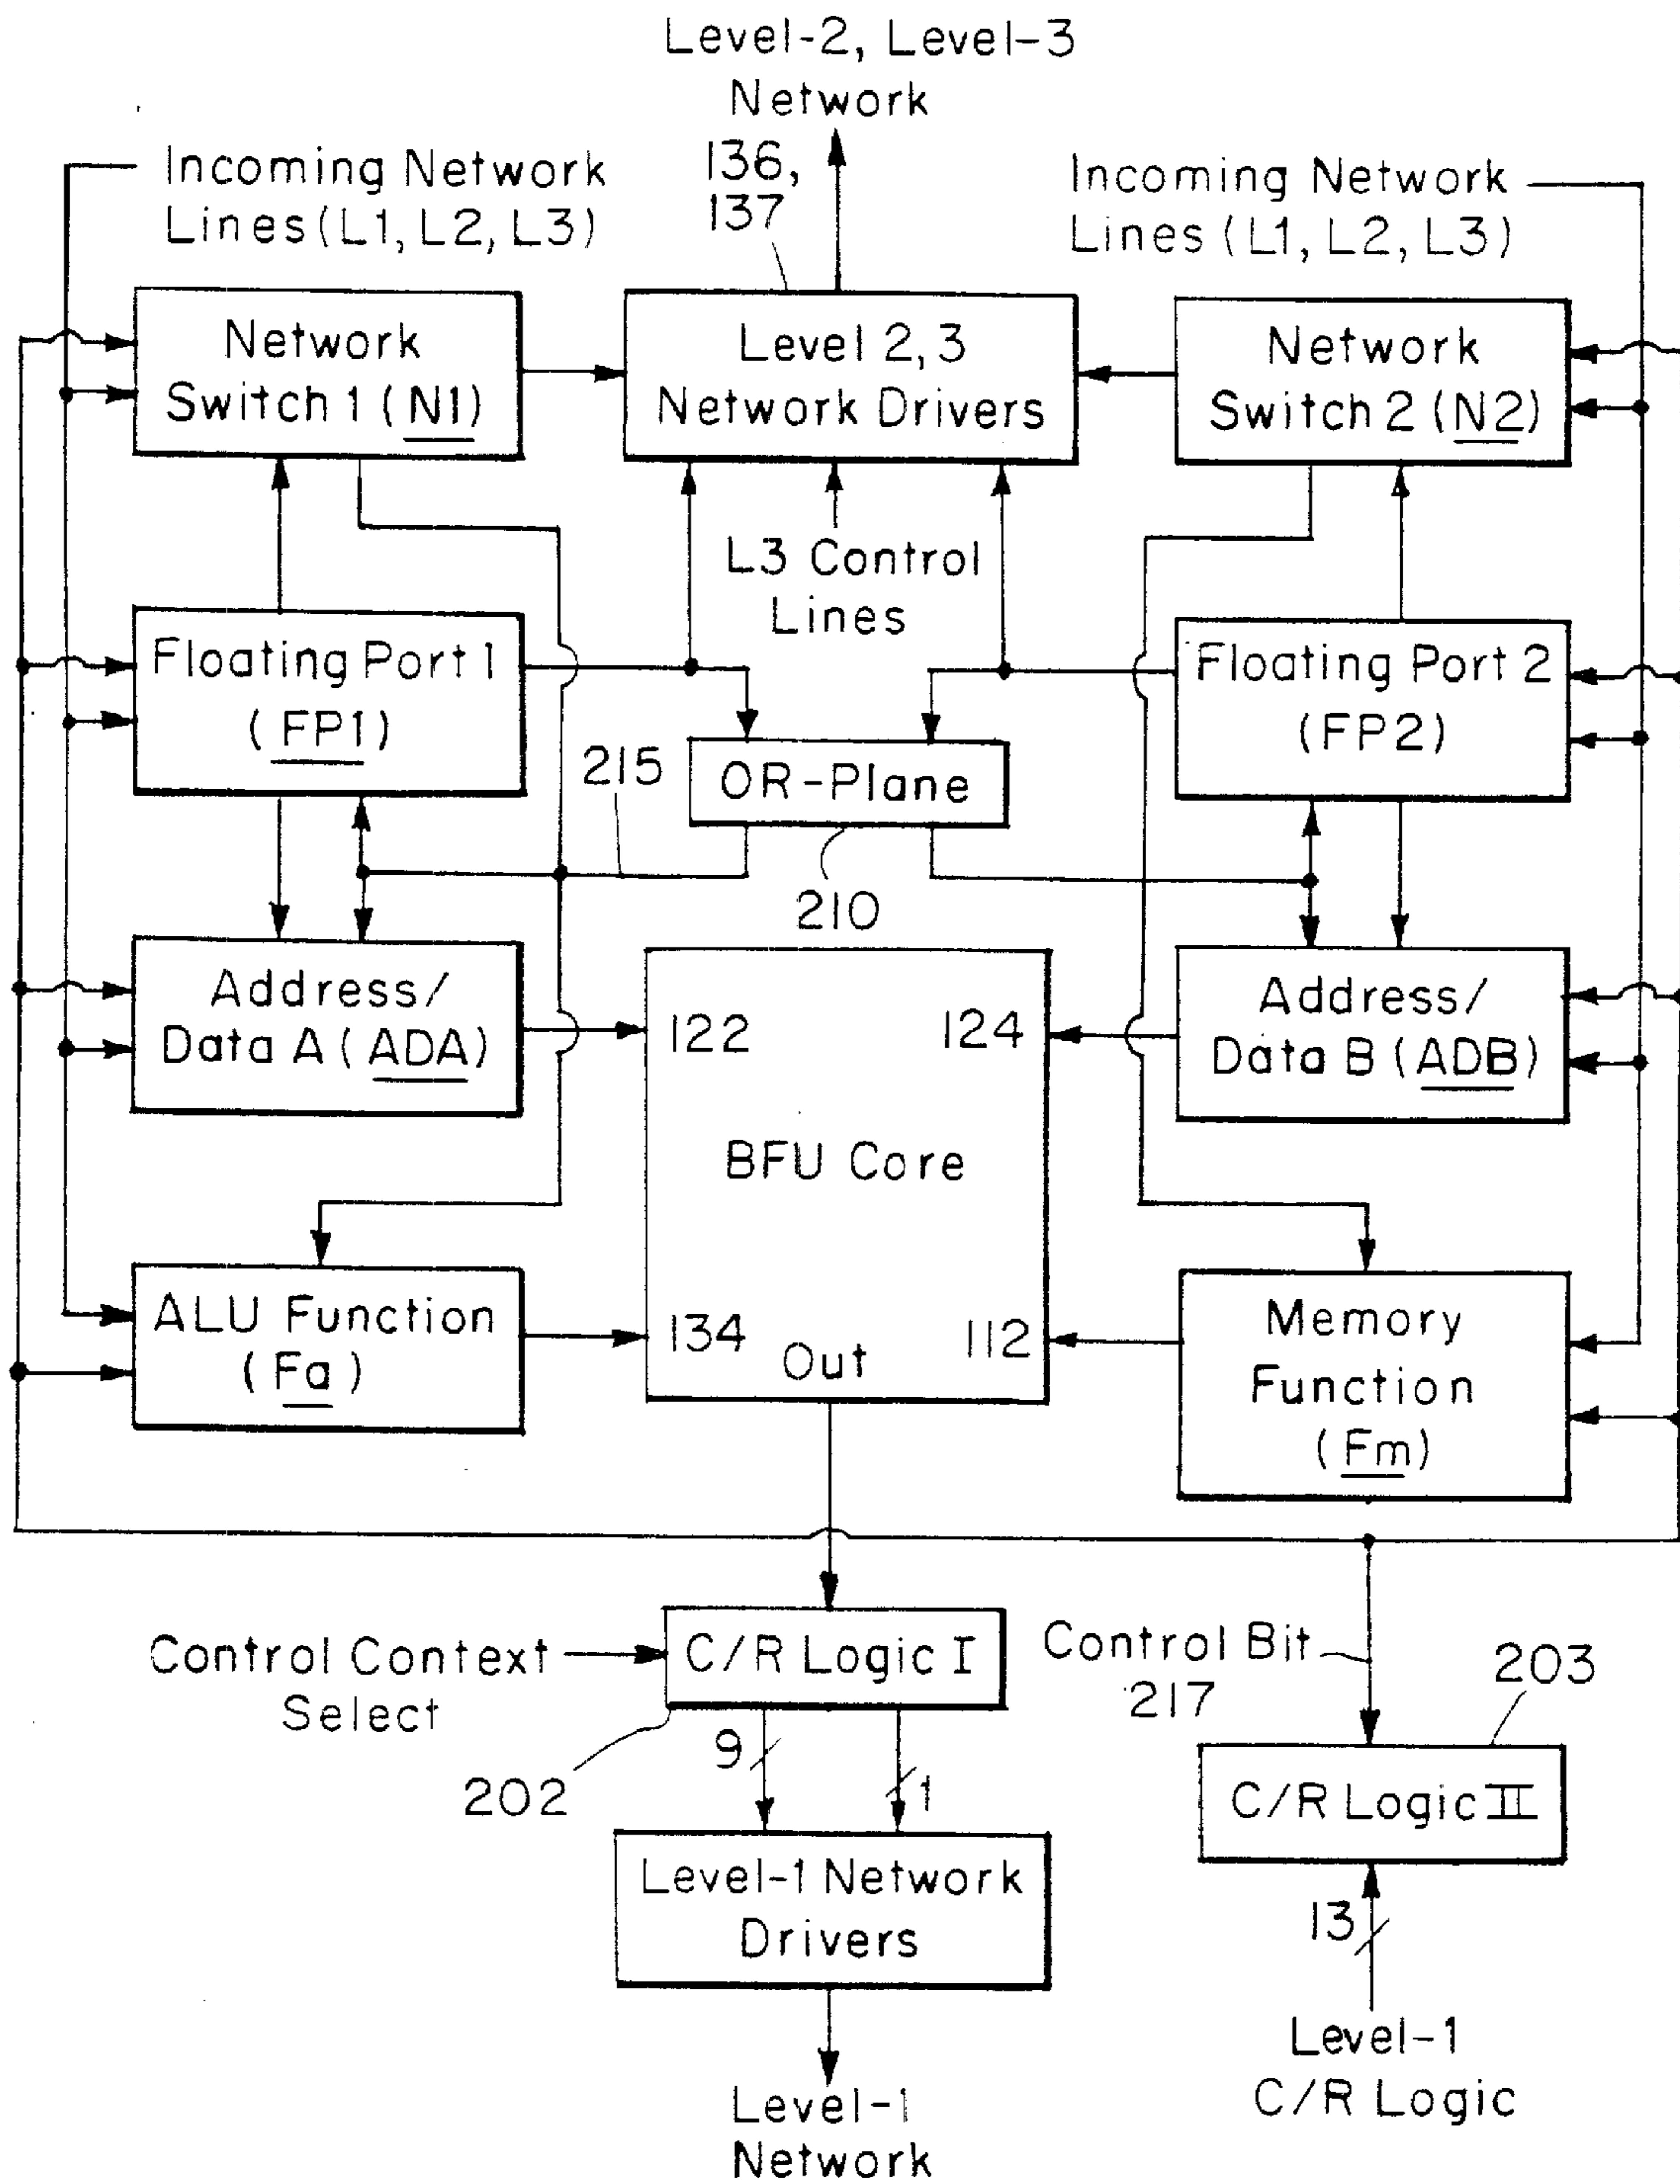 Level-2, Level-3
Network
136,
137
Incoming Network
Lines (L1, L2, L3)
Incoming Network
Lines (L1, L2, L3)
Network
Switch 1 (N1)
Level 2, 3
Network Drivers
Network
Switch 2 (N2)
L3 Control
Lines
Floating Port 1
(FP1)
Floating Port 2
(FP2)
215
OR-Plane
210
Address/
Data A (ADA)
122
124
Address/
Data B (ADB)
BFU Core
ALU Function
(Fa)
134
Out
112
Memory
Function
(Fm)
Control Context
Select
C/R Logic I
Control Bit
217
203
202
9
1
C/R Logic II
Level-1 Network
Drivers
13
Level-1
Network
Level-1
C/R Logic